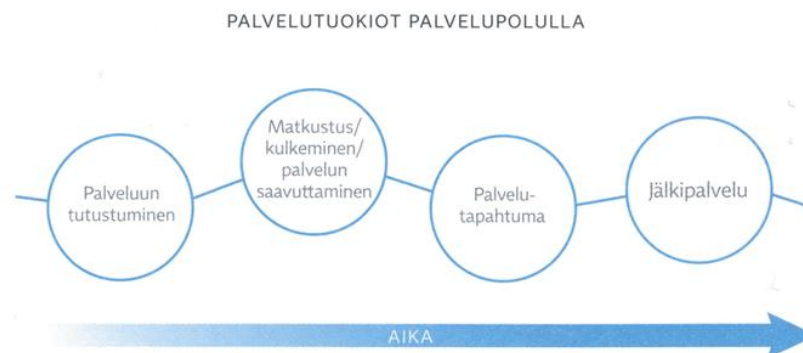 PALVELUTUOKIOT PALVELUPOLULLA
Palveluun
tutustuminen
Matkustus/
kulkeminen/
palvelun
saavuttaminen
Palvelu-
tapahtuma
Jälkipalvelu
AIKA